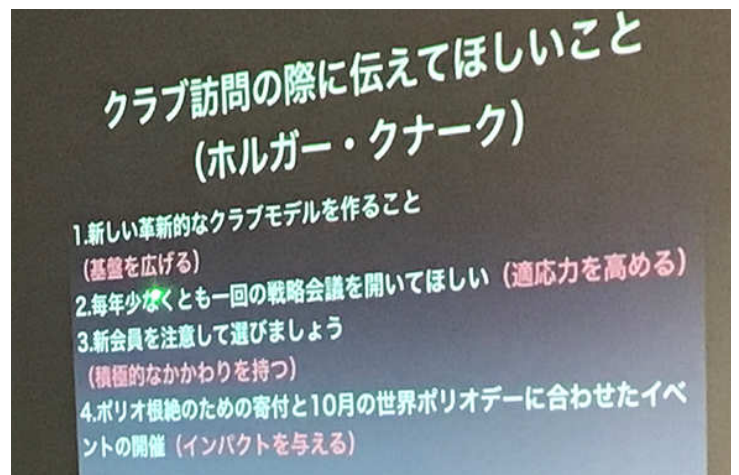 クラブ訪問の際に伝えてほしいこと
（ホルガー・クナーク）
1.新しい革新的なクラブモデルを作ること
（基盤を広げる）
2.毎年少なくとも一回の戦略会議を開いてほしい（適応力を高める）
3.新会員を注意して選びましょう
（積極的なかかわりを持つ）
4.ポリオ根絶のための寄付と10月の世界ポリオデーに合わせたイベ
ントの開催（インパクトを与える）